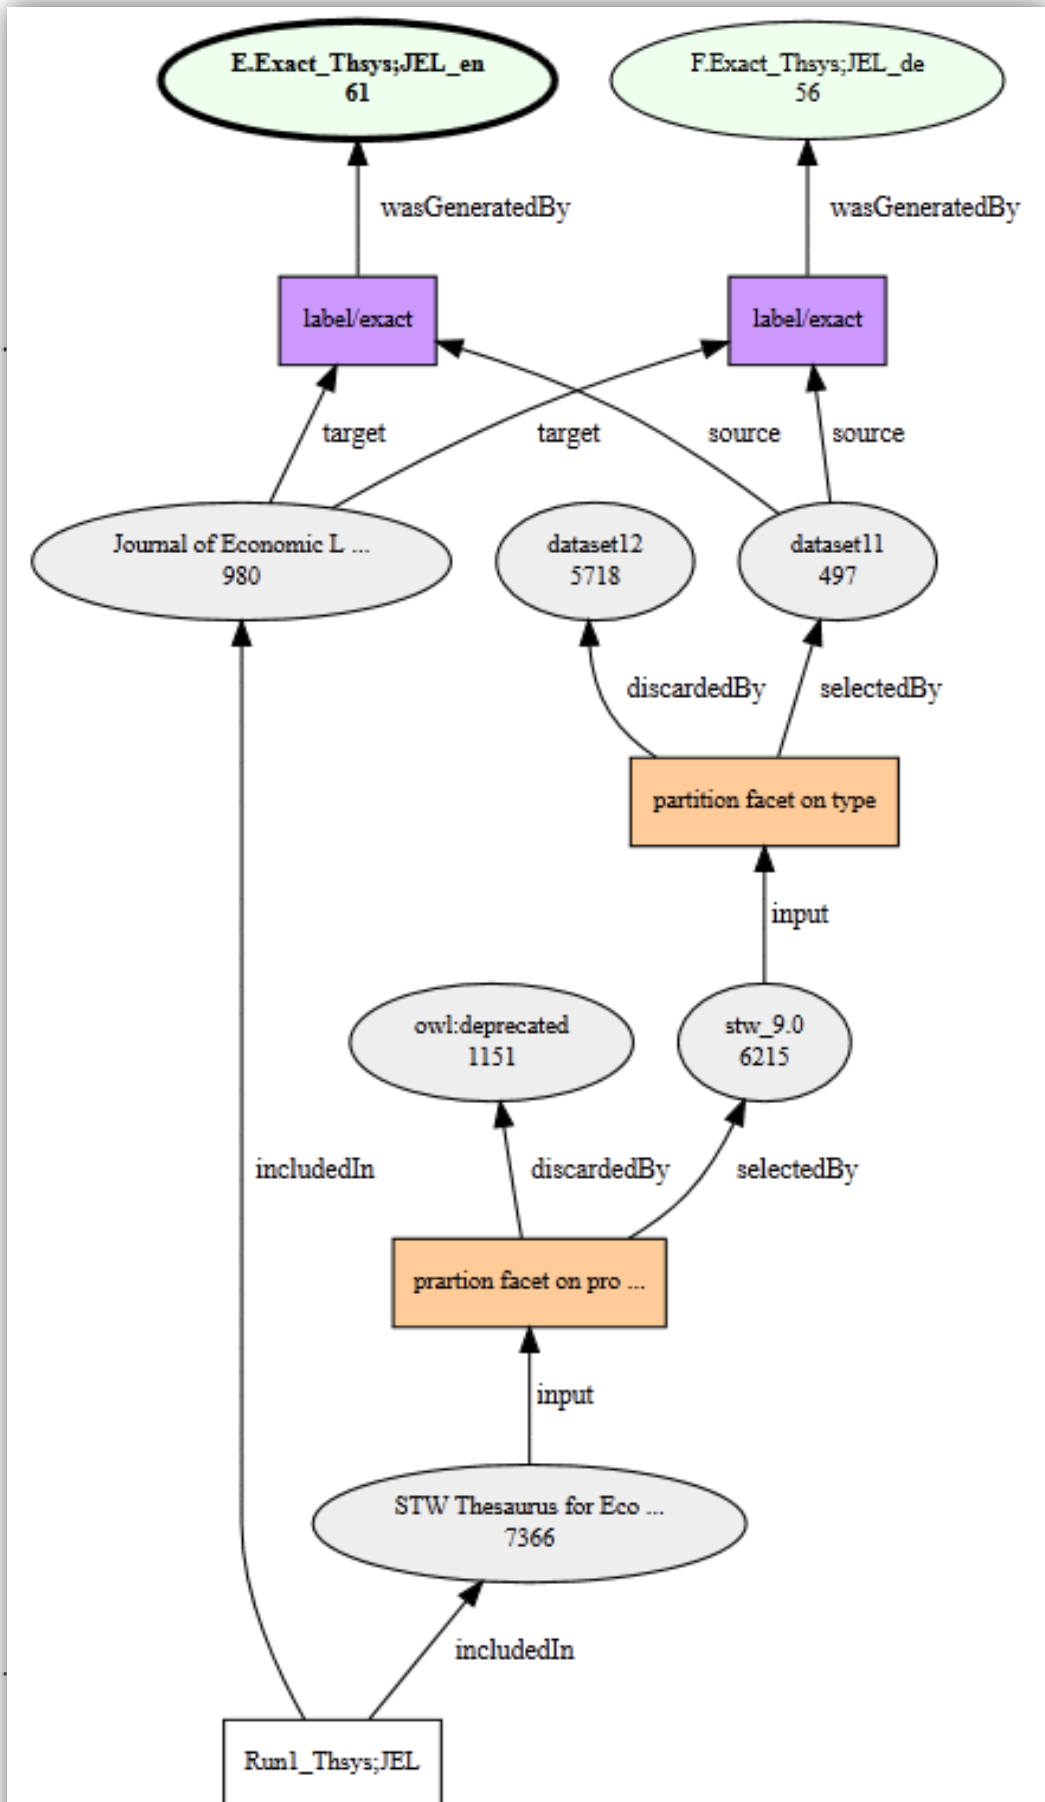 E.Exact_Thsys;JEL_en
61
F.Exact_Thsys;JEL_de
56
wasGeneratedBy
wasGeneratedBy
label/exact
label/exact
target
target
source
source
Journal of Economic L ...
980
dataset12
5718
dataset11
497
discardedBy
selectedBy
partition facet on type
input
owl:deprecated
1151
stw_9.0
6215
includedIn
discardedBy
selectedBy
prartion facet on pro ...
input
STW Thesaurus for Eco ...
7366
includedIn
Run1_Thsys;JEL